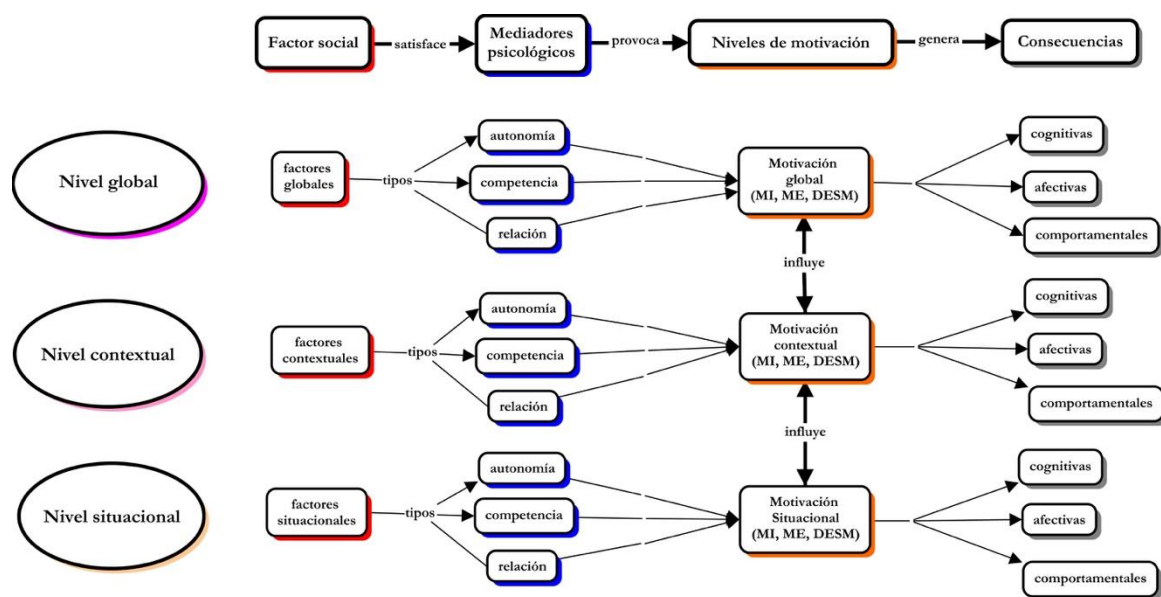 Factor social
satisface
Mediadores
psicológicos
provoca
Niveles de motivación
genera
Consecuencias
Nivel global
factores
globales
tipos
autonomía
competencia
relación
Motivación
global
(MI, ME, DESM)
cognitivas
afectivas
comportamentales
influye
Nivel contextual
factores
contextuales
tipos
autonomía
competencia
relación
Motivación
contextual
(MI, ME, DESM)
cognitivas
afectivas
comportamentales
influye
Nivel situacional
factores
situacionales
tipos
autonomía
competencia
relación
Motivación
Situacional
(MI, ME, DESM)
cognitivas
afectivas
comportamentales